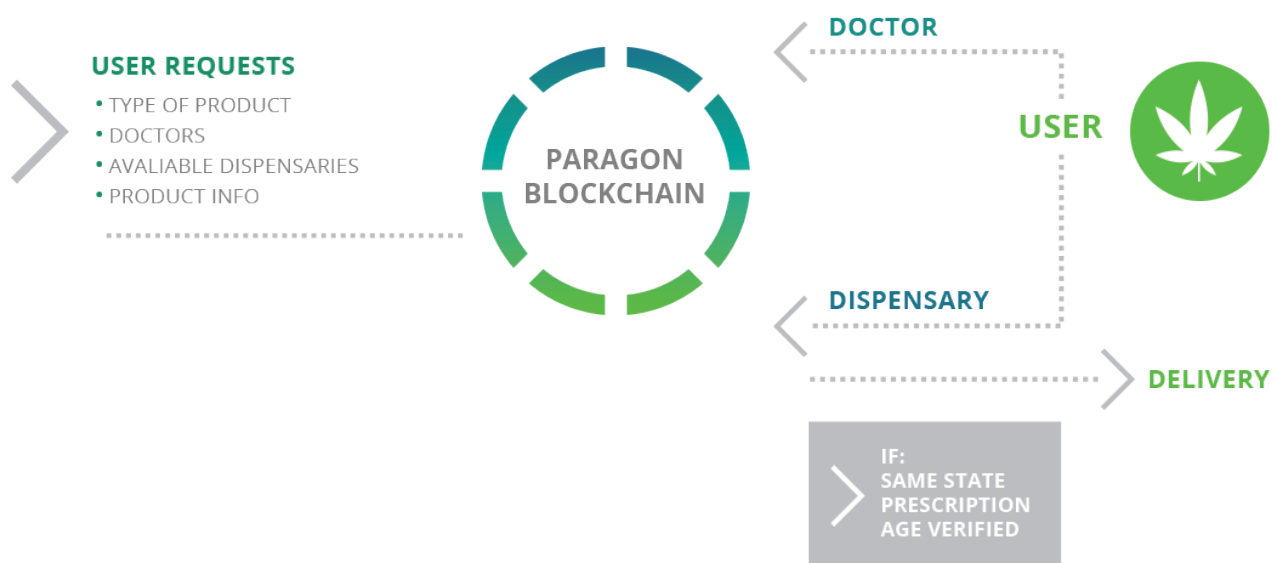 USER REQUESTS
• TYPE OF PRODUCT
• DOCTORS
• AVALIABLE DISPENSARIES
• PRODUCT INFO
PARAGON
BLOCKCHAIN
DOCTOR
USER
DISPENSARY
DELIVERY
IF:
SAME STATE
PRESCRIPTION
AGE VERIFIED